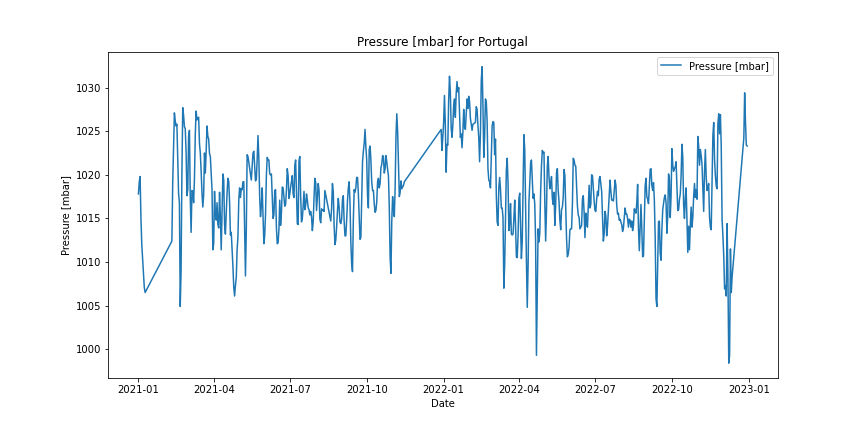 Pressure [mbar] for Portugal
Pressure [mbar]
1030
1025
1020
1015
1010
1005
1000
Pressure [mbar]
2021-01 2021-04 2021-07 2021-10 2022-01 2022-04 2022-07 2022-10 2023-01
Date